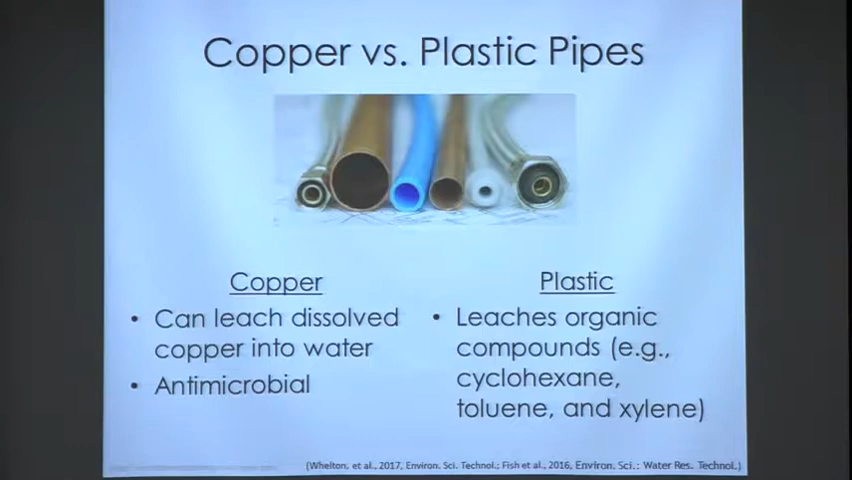 Copper vs. Plastic Pipes
Copper
• Can leach dissolved
copper into water
• Antimicrobial
Plastic
• Leaches organic
compounds (e.g.,
cyclohexane,
toluene, and xylene)
(Whelton, et al., 2017, Environ. Sci. Technol.; Fish et al., 2016, Environ. Sci.: Water Res. Technol.)